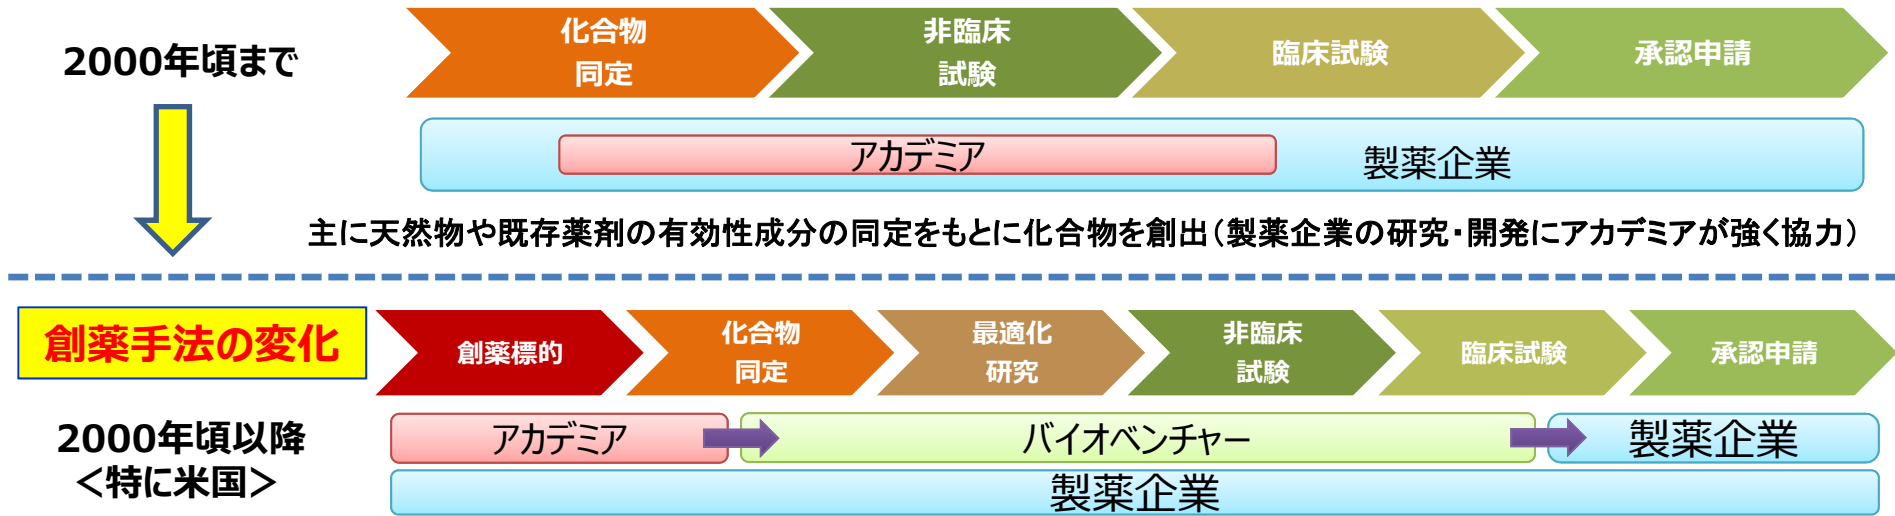 2000年頃まで
化合物
同定
非臨床
試験
臨床試験
承認申請
アカデミア
製薬企業
主に天然物や既存薬剤の有効性成分の同定をもとに化合物を創出（製薬企業の研究・開発にアカデミアが強く協力）
創薬手法の変化
創薬標的
化合物
同定
最適化
研究
非臨床
試験
臨床試験
承認申請
2000年頃以降
＜特に米国＞
アカデミア
バイオベンチャー
製薬企業
製薬企業